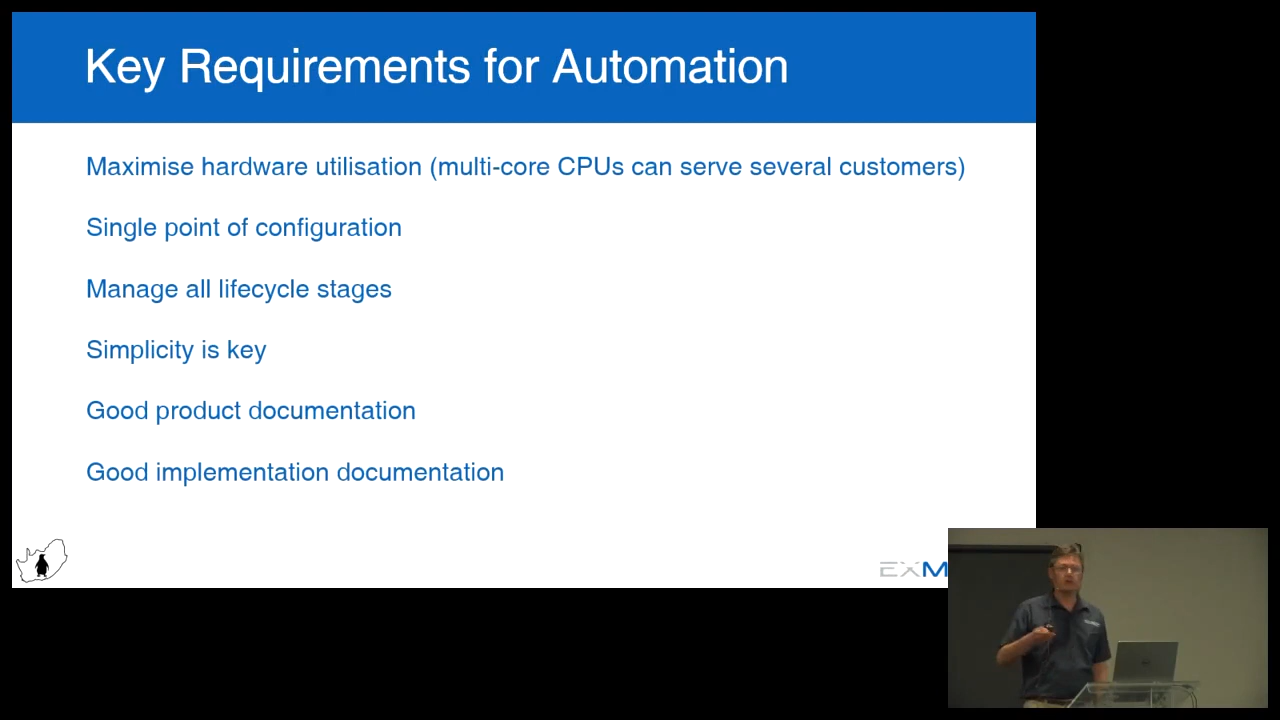 Key Requirements for Automation
Maximise hardware utilisation (multi-core CPUs can serve several customers)
Single point of configuration
Manage all lifecycle stages
Simplicity is key
Good product documentation
Good implementation documentation
EXM